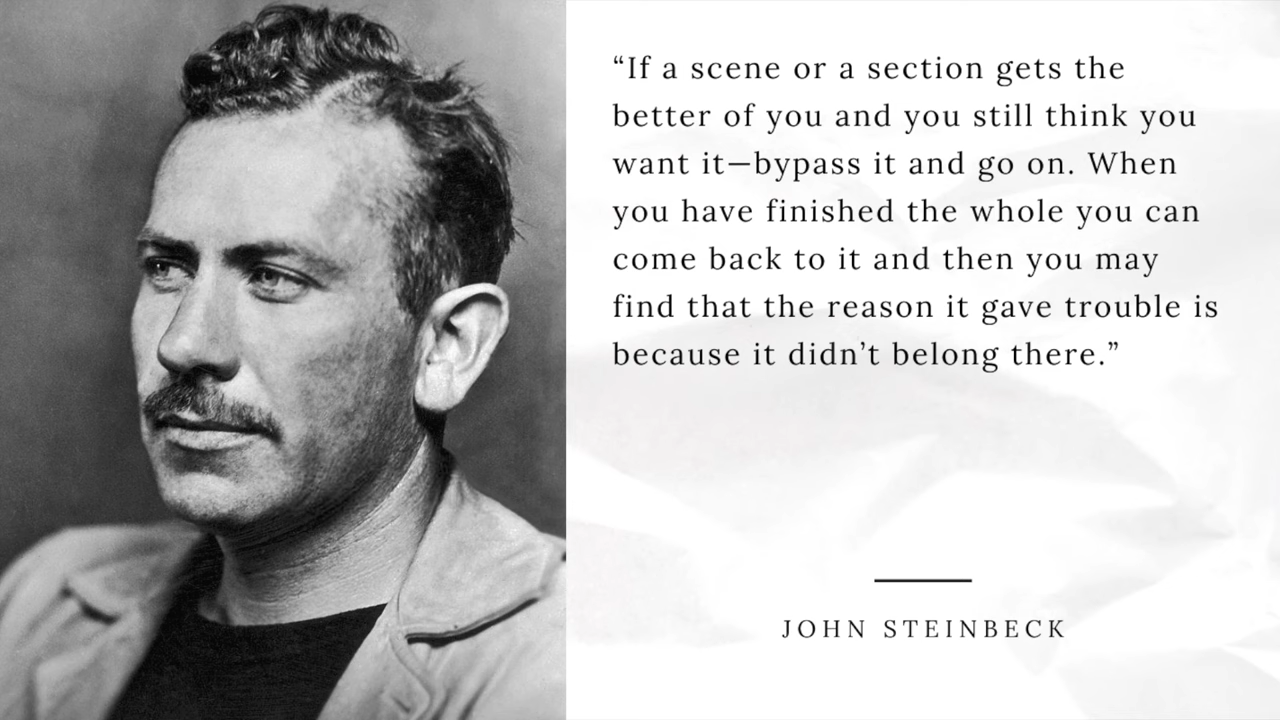 “If a scene or a section gets the
better of you and you still think you
want it—bypass it and go on. When
you have finished the whole you can
come back to it and then you may
find that the reason it gave trouble is
because it didn’t belong there.”
JOHN STEINBECK